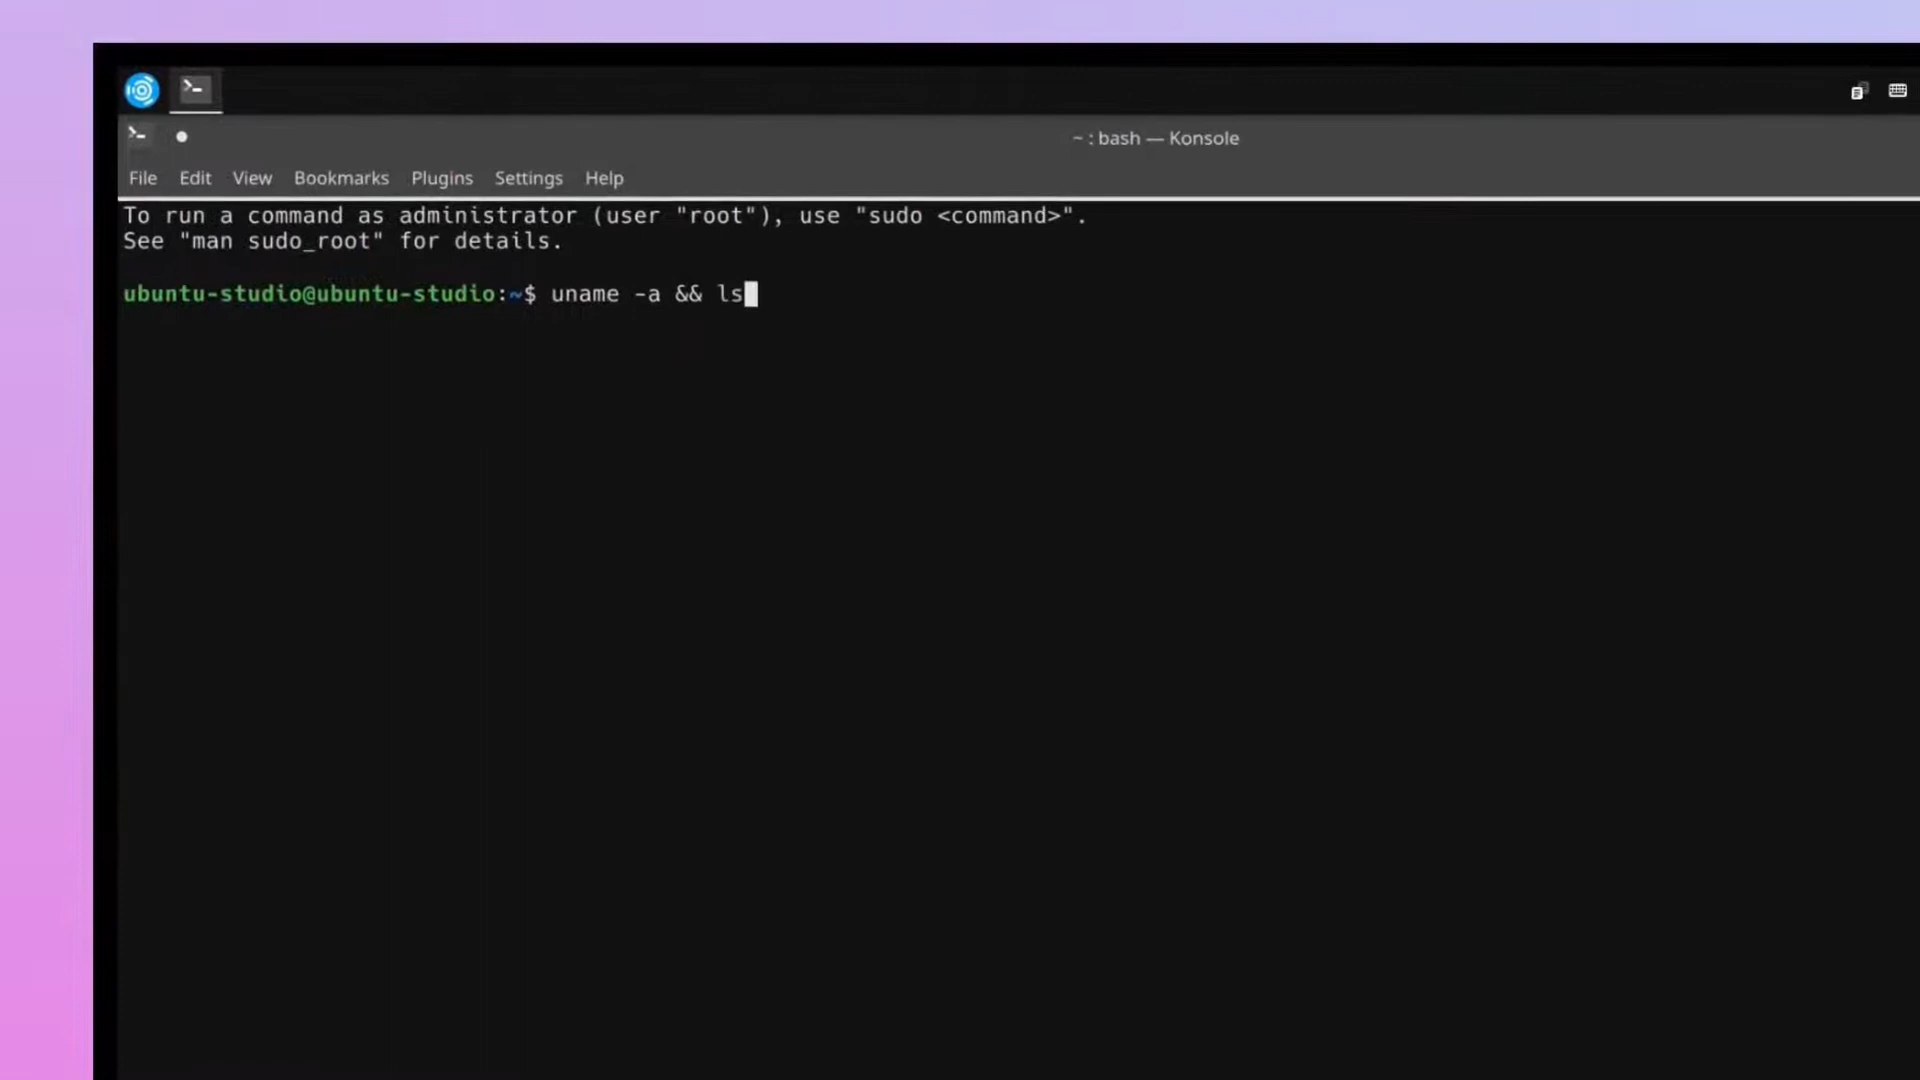 ~ : bash — Konsole
File Edit View Bookmarks Plugins Settings Help
To run a command as administrator (user "root"), use "sudo <command>".
See "man sudo_root" for details.
ubuntu-studio@ubuntu-studio:~$ uname -a && ls